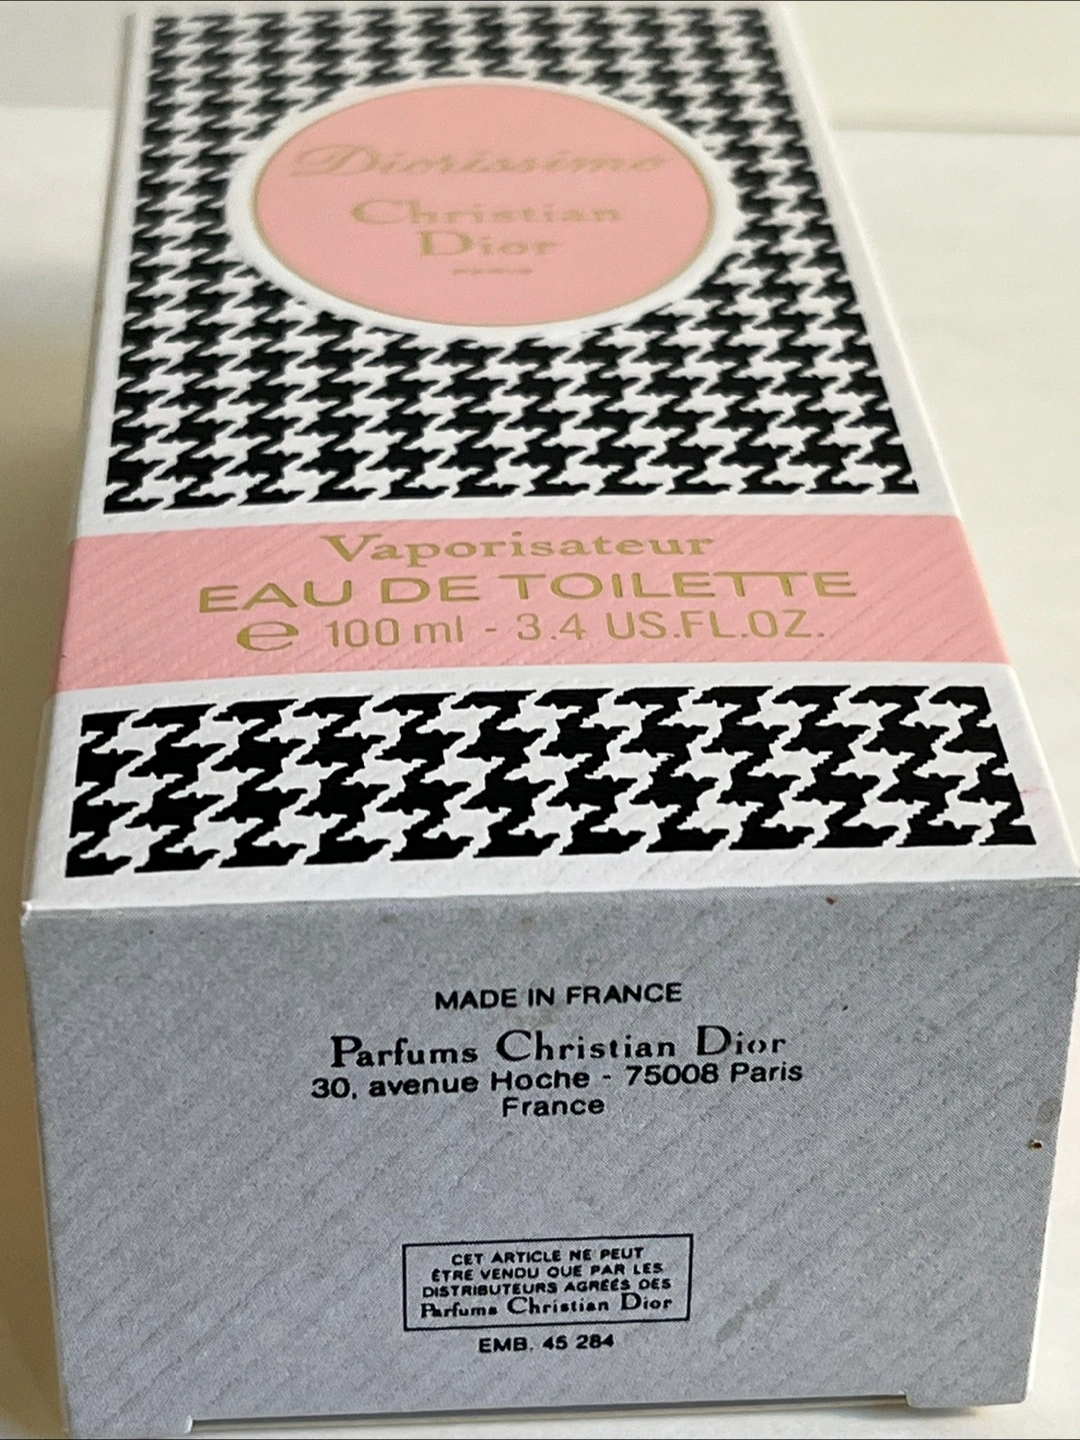 Diorissimo
Christian
Dior
PARIS
Vaporisateur
EAU DE TOILETTE
e 100 ml - 3.4 US.FL.OZ.
MADE IN FRANCE
Parfums Christian Dior
30, avenue Hoche - 75008 Paris
France
CET ARTICLE NE PEUT
ÊTRE VENDU QUE PAR LES
DISTRIBUTEURS AGRÉÉS DES
Parfums Christian Dior
EMB. 45 284